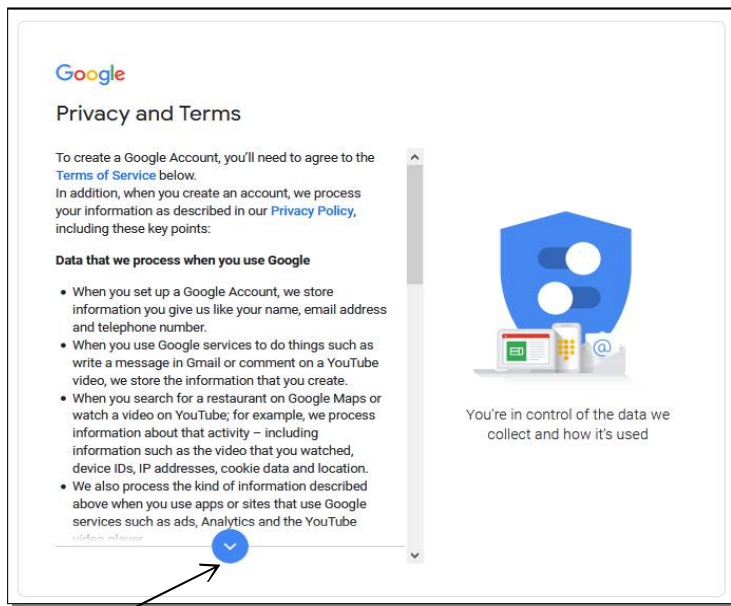 Google
Privacy and Terms
To create a Google Account, you'll need to agree to the
Terms of Service below.
In addition, when you create an account, we process
your information as described in our Privacy Policy,
including these key points:
Data that we process when you use Google
• When you set up a Google Account, we store
information you give us like your name, email address
and telephone number.
• When you use Google services to do things such as
write a message in Gmail or comment on a YouTube
video, we store the information that you create.
• When you search for a restaurant on Google Maps or
watch a video on YouTube; for example, we process
information about that activity – including
information such as the video that you watched,
device IDs, IP addresses, cookie data and location.
• We also process the kind of information described
above when you use apps or sites that use Google
services such as ads, Analytics and the YouTube
video player
@
You're in control of the data we
collect and how it's used